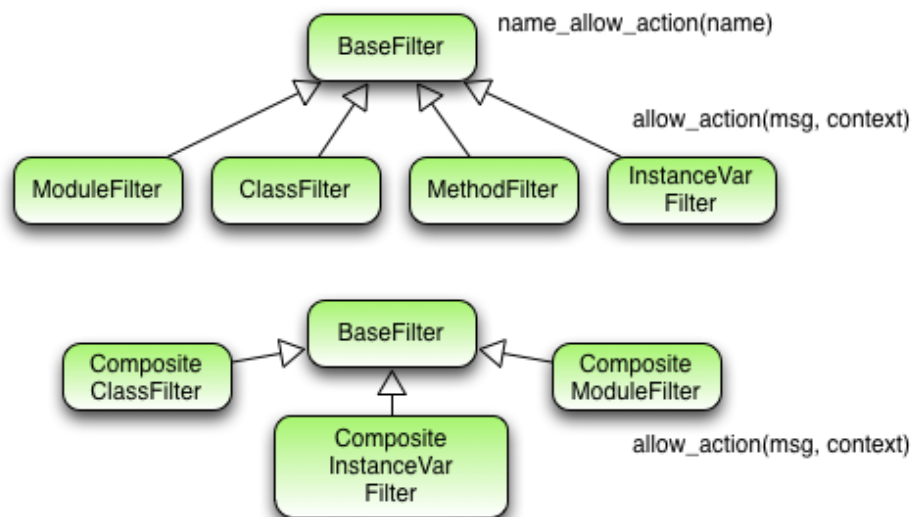 BaseFilter
name_allow_action(name)
allow_action(msg, context)
ModuleFilter
ClassFilter
MethodFilter
InstanceVar
Filter
BaseFilter
Composite
ClassFilter
Composite
ModuleFilter
Composite
InstanceVar
Filter
allow_action(msg, context)